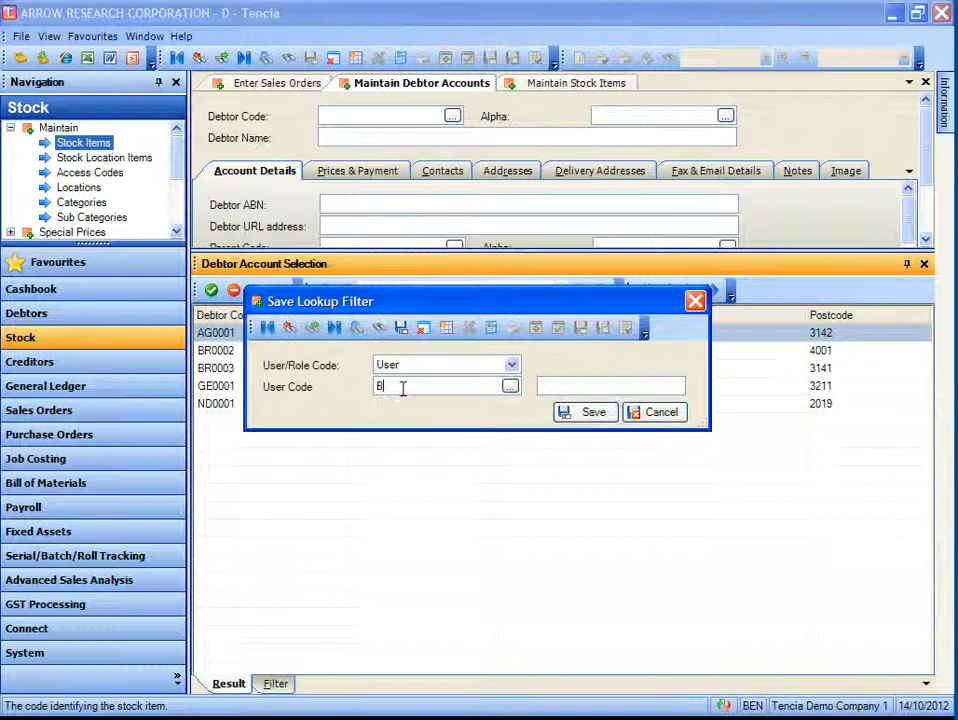 ARROW RESEARCH CORPORATION - D - Tencia
File View Favourites Window Help
Navigation
Stock
Maintain
Stock Items
Stock Location Items
Access Codes
Locations
Categories
Sub Categories
Special Prices
Favourites
Cashbook
Debtors
Stock
Creditors
General Ledger
Sales Orders
Purchase Orders
Job Costing
Bill of Materials
Payroll
Fixed Assets
Serial/Batch/Roll Tracking
Advanced Sales Analysis
GST Processing
Connect
System
Enter Sales Orders Maintain Debtor Accounts Maintain Stock Items
Debtor Code: ... Alpha: ...
Debtor Name:
Account Details Prices & Payment Contacts Addresses Delivery Addresses Fax & Email Details Notes Image
Debtor ABN:
Debtor URL address:
Debtor Account Selection
Debtor Co Postcode
AG0001 3142
BR0002 4001
BR0003 3141
GE0001 3211
ND0001 2019
Save Lookup Filter
User/Role Code: User
User Code B ...
Save Cancel
Result Filter
Information
The code identifying the stock item. BEN Tencia Demo Company 1 14/10/2012